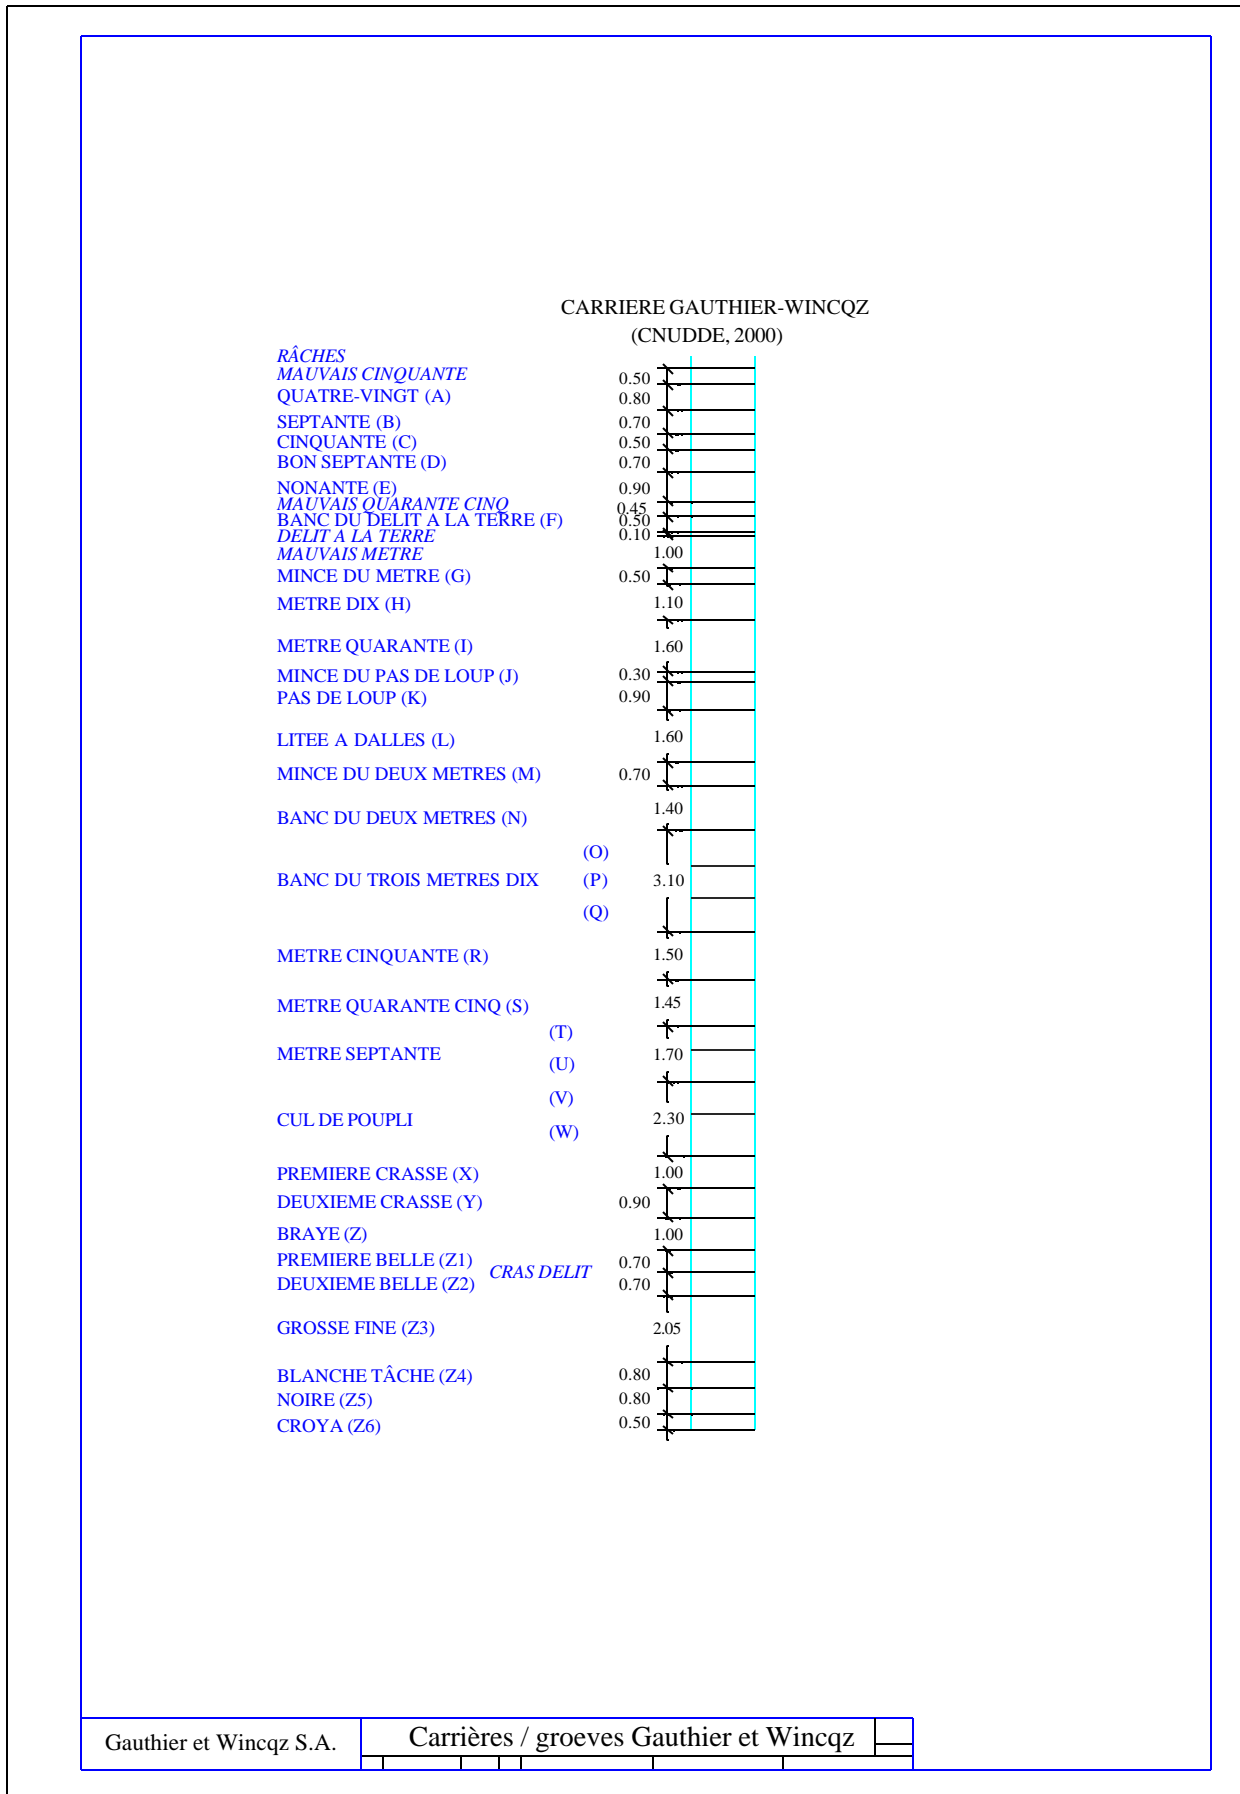 CARRIERE GAUTHIER-WINCQZ
(CNUDDE, 2000)
RÂCHES
MAUVAIS CINQUANTE 0.50
QUATRE-VINGT (A) 0.80
SEPTANTE (B) 0.70
CINQUANTE (C) 0.50
BON SEPTANTE (D) 0.70
NONANTE (E) 0.90
MAUVAIS QUARANTE CINQ 0.45
BANC DU DELIT A LA TERRE (F) 0.50
DELIT A LA TERRE 0.10
MAUVAIS METRE 1.00
MINCE DU METRE (G) 0.50
METRE DIX (H) 1.10
METRE QUARANTE (I) 1.60
MINCE DU PAS DE LOUP (J) 0.30
PAS DE LOUP (K) 0.90
LITEE A DALLES (L) 1.60
MINCE DU DEUX METRES (M) 0.70
BANC DU DEUX METRES (N) 1.40
(O)
BANC DU TROIS METRES DIX (P) 3.10
(Q)
METRE CINQUANTE (R) 1.50
METRE QUARANTE CINQ (S) 1.45
(T)
METRE SEPTANTE 1.70
(U)
(V)
CUL DE POUPLI 2.30
(W)
PREMIERE CRASSE (X) 1.00
DEUXIEME CRASSE (Y) 0.90
BRAYE (Z) 1.00
PREMIERE BELLE (Z1) 0.70
CRAS DELIT
DEUXIEME BELLE (Z2) 0.70
GROSSE FINE (Z3) 2.05
BLANCHE TÂCHE (Z4) 0.80
NOIRE (Z5) 0.80
CROYA (Z6) 0.50
Gauthier et Wincqz S.A.
Carrières / groeves Gauthier et Wincqz